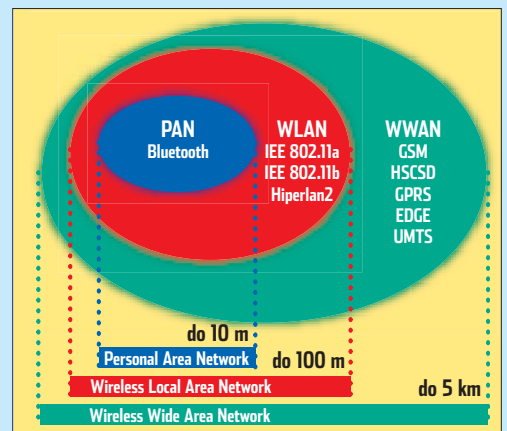 PAN
Bluetooth
WLAN
IEE 802.11a
IEE 802.11b
Hiperlan2
WWAN
GSM
HSCSD
GPRS
EDGE
UMTS
do 10 m
Personal Area Network
do 100 m
Wireless Local Area Network
do 5 km
Wireless Wide Area Network